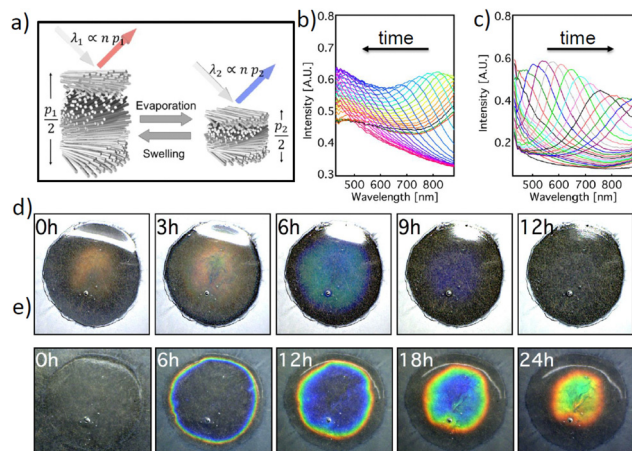 a)
λ₁ ∝ n p₁
λ₂ ∝ n p₂
p₁
2
Evaporation
Swelling
p₂
2
b)
time
Intensity [A.U.]
0.8
0.7
0.6
0.5
0.4
0.3
500 600 700 800
Wavelength [nm]
c)
time
Intensity [A.U.]
0.8
0.6
0.4
0.2
500 600 700 800
Wavelength [nm]
d)
0h
3h
6h
9h
12h
e)
0h
6h
12h
18h
24h